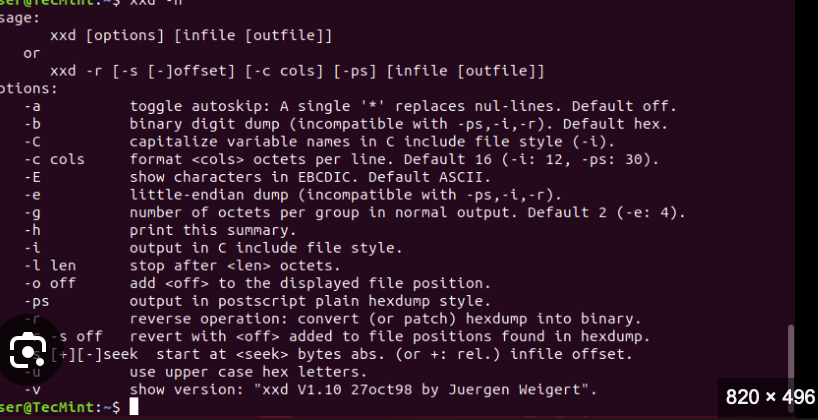 ser@TecMint:~$ xxd -h
sage:
xxd [options] [infile [outfile]]
or
xxd -r [-s [-]offset] [-c cols] [-ps] [infile [outfile]]
ptions:
-a toggle autoskip: A single '*' replaces nul-lines. Default off.
-b binary digit dump (incompatible with -ps,-i,-r). Default hex.
-C capitalize variable names in C include file style (-i).
-c cols format <cols> octets per line. Default 16 (-i: 12, -ps: 30).
-E show characters in EBCDIC. Default ASCII.
-e little-endian dump (incompatible with -ps,-i,-r).
-g number of octets per group in normal output. Default 2 (-e: 4).
-h print this summary.
-i output in C include file style.
-l len stop after <len> octets.
-o off add <off> to the displayed file position.
-ps output in postscript plain hexdump style.
-r reverse operation: convert (or patch) hexdump into binary.
-s off revert with <off> added to file positions found in hexdump.
[+][-]seek start at <seek> bytes abs. (or +: rel.) infile offset.
-u use upper case hex letters.
-v show version: "xxd V1.10 27oct98 by Juergen Weigert".
ser@TecMint:~$
820 × 496